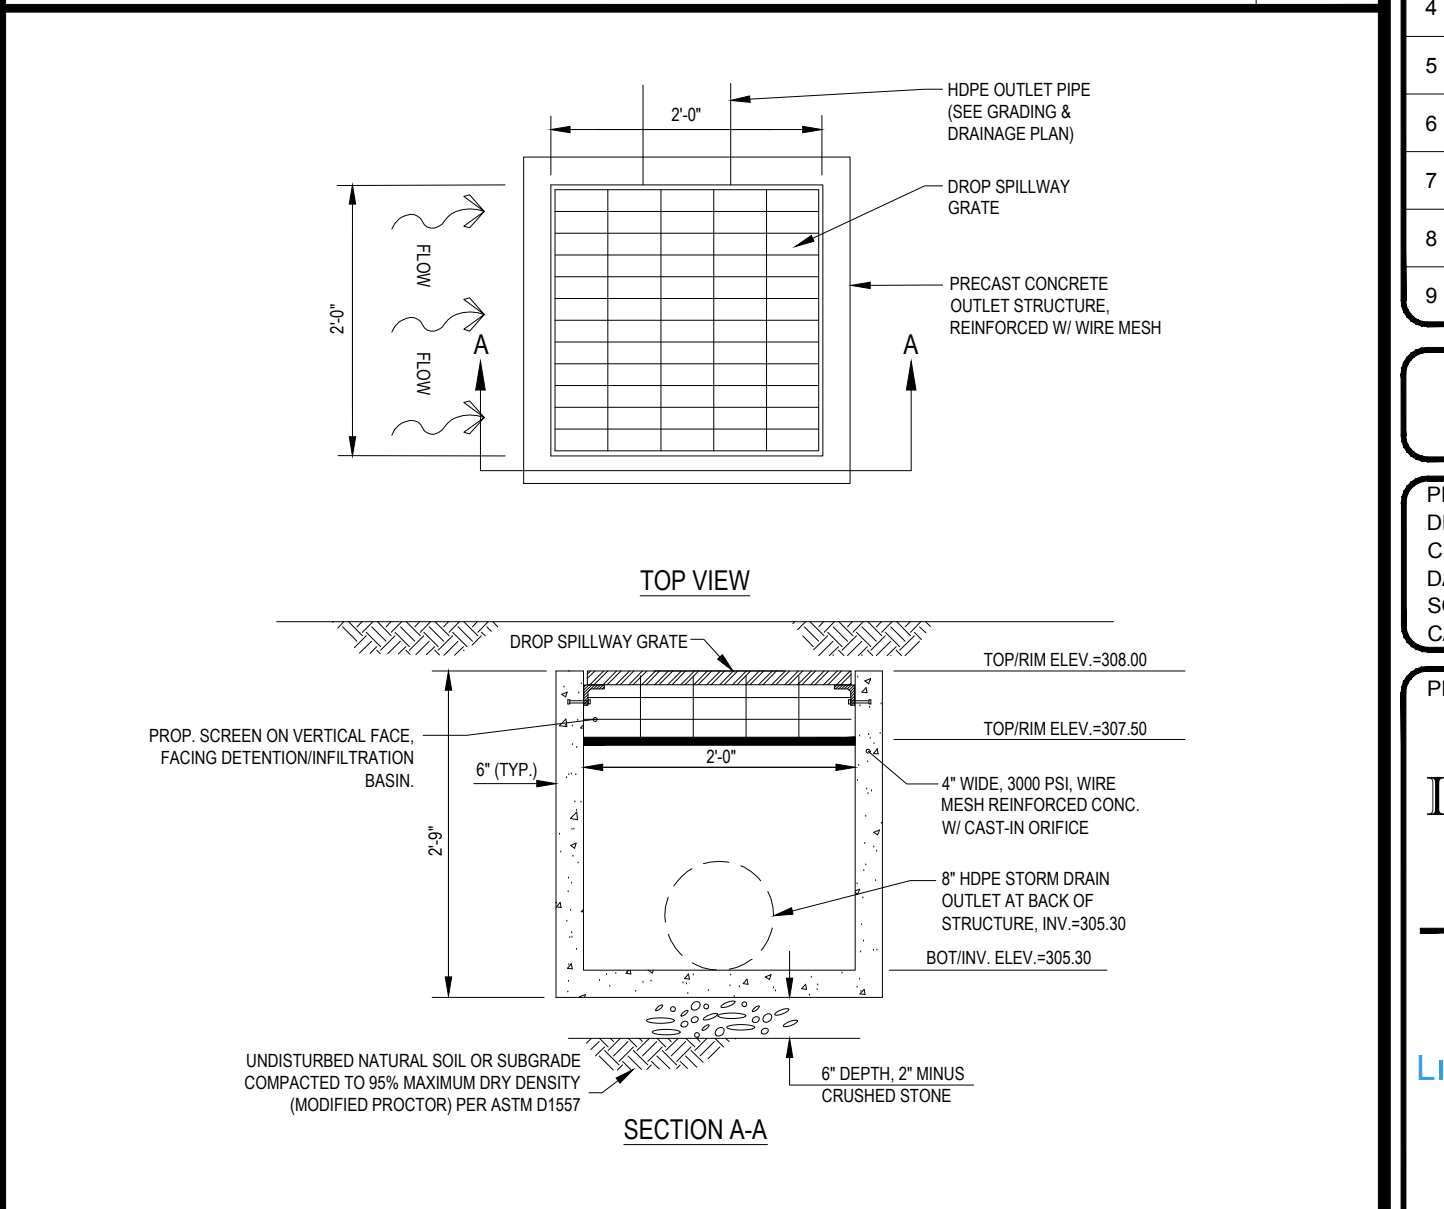 2'-0"
HDPE OUTLET PIPE
(SEE GRADING &
DRAINAGE PLAN)
DROP SPILLWAY
GRATE
FLOW
2'-0"
PRECAST CONCRETE
OUTLET STRUCTURE,
REINFORCED W/ WIRE MESH
A
A
FLOW
TOP VIEW
DROP SPILLWAY GRATE
TOP/RIM ELEV.=308.00
TOP/RIM ELEV.=307.50
PROP. SCREEN ON VERTICAL FACE,
FACING DETENTION/INFILTRATION
BASIN.
6" (TYP.)
2'-0"
4" WIDE, 3000 PSI, WIRE
MESH REINFORCED CONC.
W/ CAST-IN ORIFICE
2'-9"
8" HDPE STORM DRAIN
OUTLET AT BACK OF
STRUCTURE, INV.=305.30
BOT/INV. ELEV.=305.30
UNDISTURBED NATURAL SOIL OR SUBGRADE
COMPACTED TO 95% MAXIMUM DRY DENSITY
(MODIFIED PROCTOR) PER ASTM D1557
6" DEPTH, 2" MINUS
CRUSHED STONE
SECTION A-A
4
5
6
7
8
9